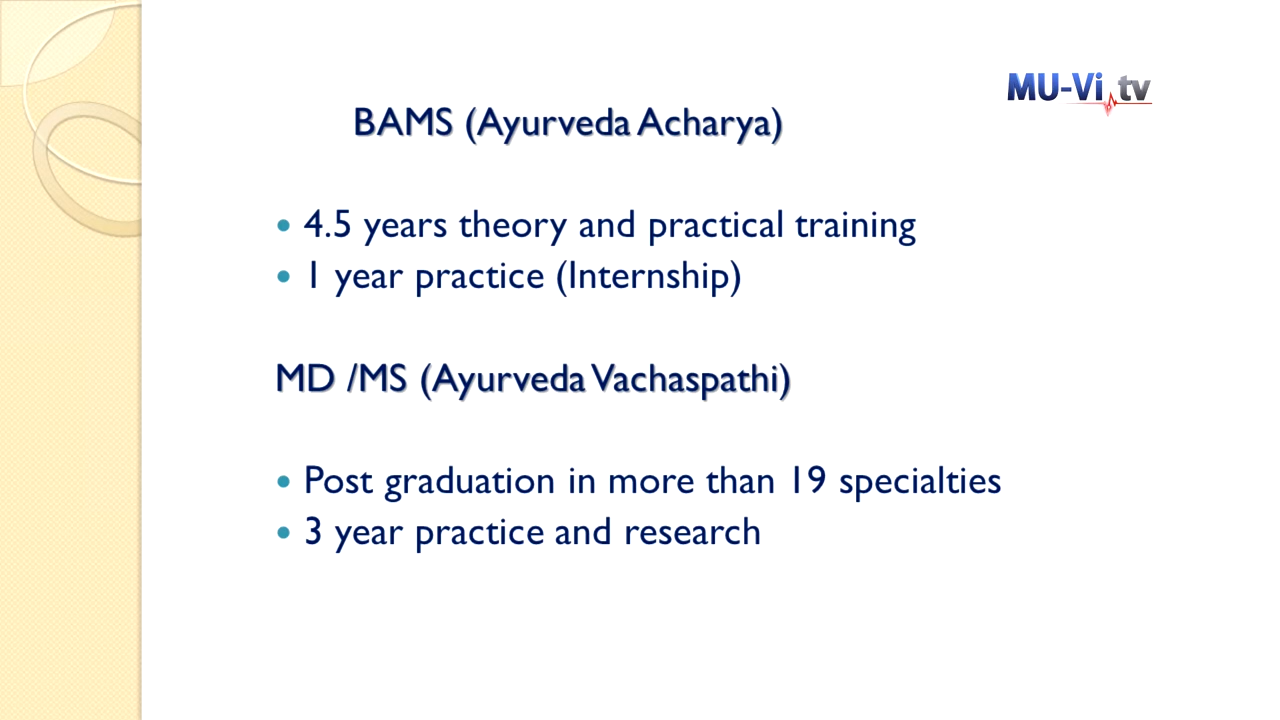 MU-Vi.tv
BAMS (Ayurveda Acharya)
• 4.5 years theory and practical training
• 1 year practice (Internship)
MD /MS (Ayurveda Vachaspathi)
• Post graduation in more than 19 specialties
• 3 year practice and research